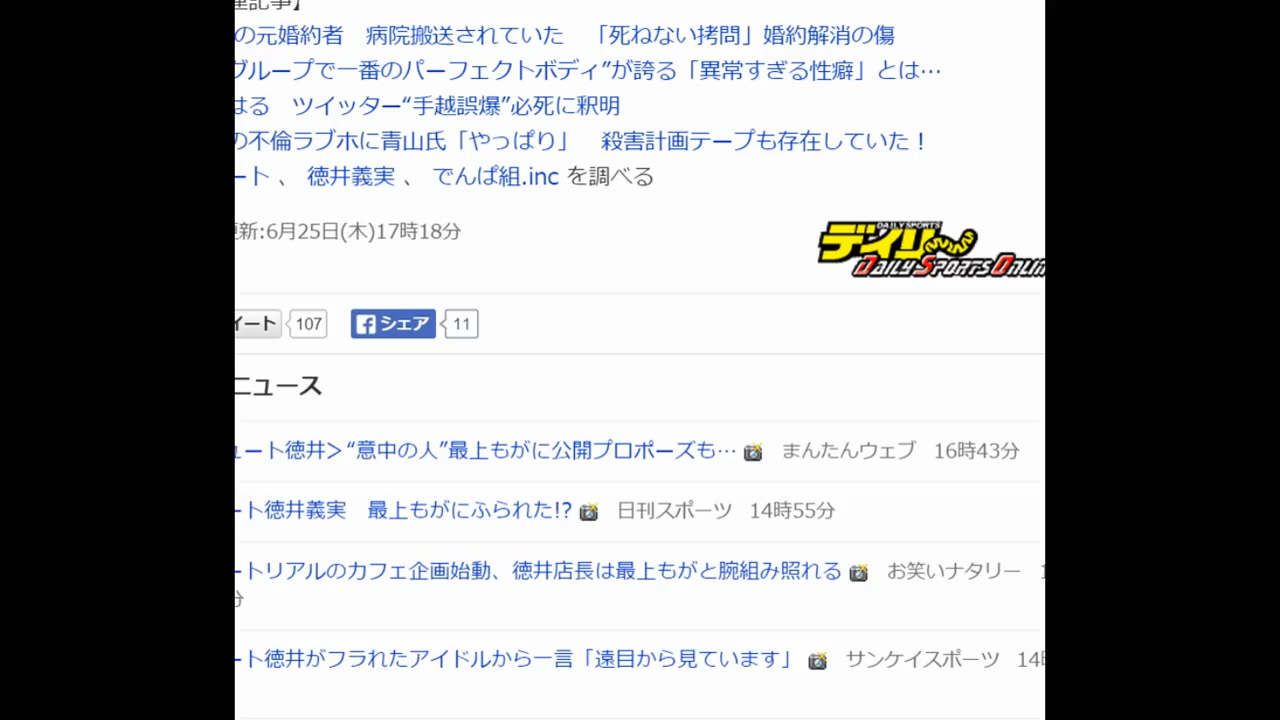 連記事】
の元婚約者　病院搬送されていた　「死ねない拷問」婚約解消の傷
グループで一番のパーフェクトボディ”が誇る「異常すぎる性癖」とは…
はる　ツイッター“手越誤爆”必死に釈明
の不倫ラブホに青山氏「やっぱり」　殺害計画テープも存在していた！
ート 、 徳井義実 、 でんぱ組.inc を調べる
更新:6月25日(木)17時18分
DAILY SPORTS
デイリー
DAILY SPORTS ONLIN
イート 107 シェア 11
ニュース
ュート徳井＞“意中の人”最上もがに公開プロポーズも… まんたんウェブ 16時43分
ート徳井義実　最上もがにふられた!? 日刊スポーツ 14時55分
ートリアルのカフェ企画始動、徳井店長は最上もがと腕組み照れる お笑いナタリー 1
分
ート徳井がフラれたアイドルから一言「遠目から見ています」 サンケイスポーツ 14時